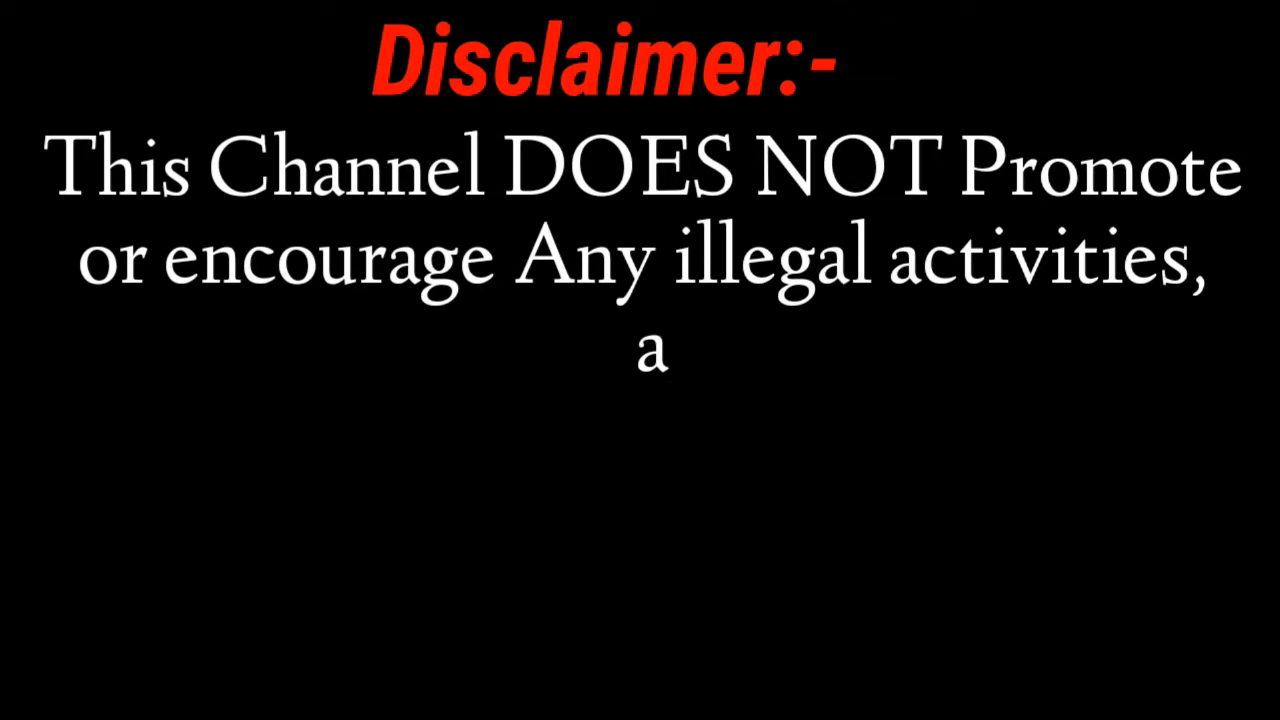 Disclaimer:-
This Channel DOES NOT Promote
or encourage Any illegal activities,
a